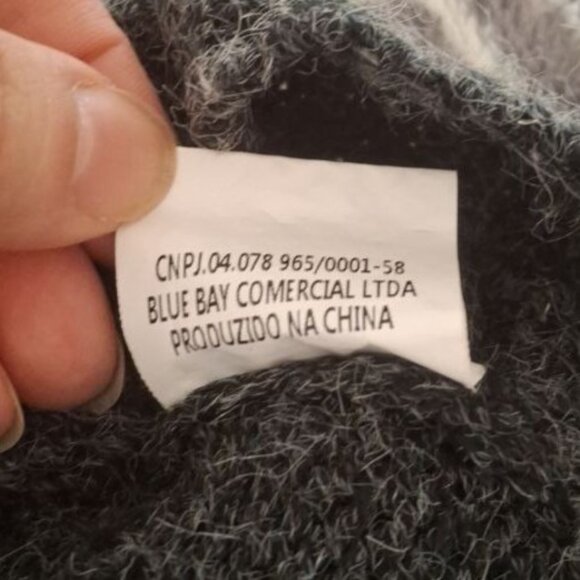 CNPJ.04.078 965/0001-58
BLUE BAY COMERCIAL LTDA
PRODUZIDO NA CHINA